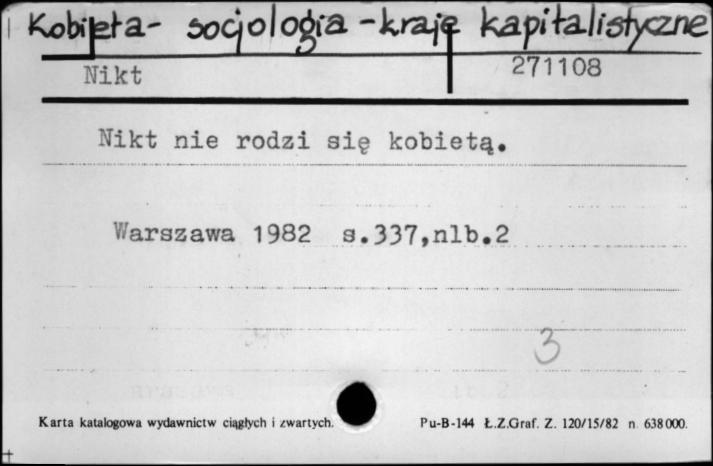 Kobieta - socjologia - kraje kapitalistyczne
Nikt 271108
Nikt nie rodzi się kobietą.
Warszawa 1982 s.337,nlb.2
3
Karta katalogowa wydawnictw ciągłych i zwartych. Pu-B-144 Ł.Z.Graf. Z. 120/15/82 n. 638000.